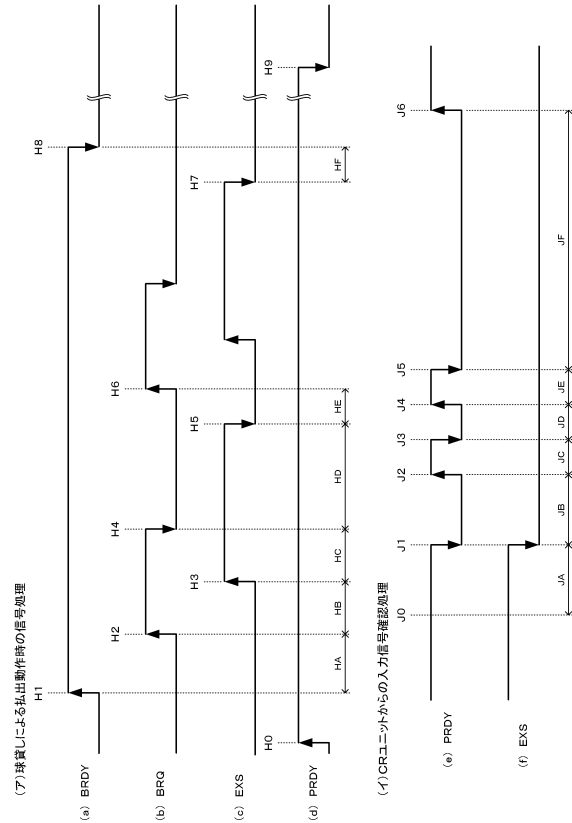 (ア)球貸しによる払出動作時の信号処理
H1
H8
(a) BRDY
H2
H4
H6
(b) BRQ
H3
H5
H7
(c) EXS
H0
H9
(d) PRDY
HA
HB
HC
HD
HE
HF
(イ)CRユニットからの入力信号確認処理
J0
J1
J2
J3
J4
J5
J6
(e) PRDY
(f) EXS
JA
JB
JC
JD
JE
JF